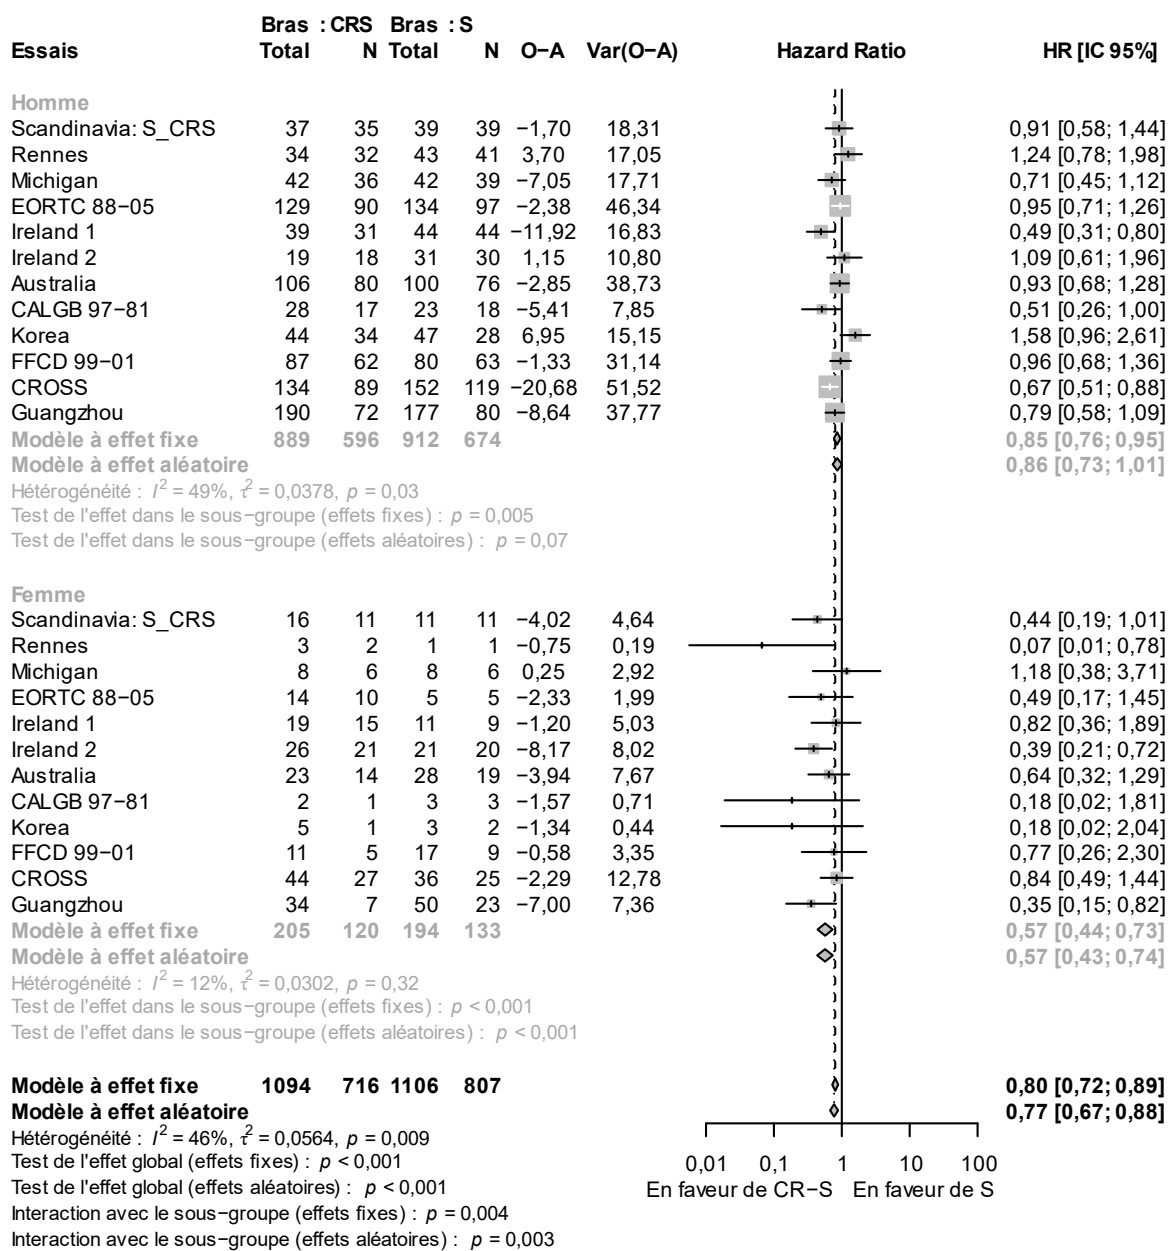 Bras : CRS Bras : S
Essais Total N Total N O−A Var(O−A) Hazard Ratio HR [IC 95%]
Homme
Scandinavia: S_CRS 37 35 39 39 −1,70 18,31 0,91 [0,58; 1,44]
Rennes 34 32 43 41 3,70 17,05 1,24 [0,78; 1,98]
Michigan 42 36 42 39 −7,05 17,71 0,71 [0,45; 1,12]
EORTC 88−05 129 90 134 97 −2,38 46,34 0,95 [0,71; 1,26]
Ireland 1 39 31 44 44 −11,92 16,83 0,49 [0,31; 0,80]
Ireland 2 19 18 31 30 1,15 10,80 1,09 [0,61; 1,96]
Australia 106 80 100 76 −2,85 38,73 0,93 [0,68; 1,28]
CALGB 97−81 28 17 23 18 −5,41 7,85 0,51 [0,26; 1,00]
Korea 44 34 47 28 6,95 15,15 1,58 [0,96; 2,61]
FFCD 99−01 87 62 80 63 −1,33 31,14 0,96 [0,68; 1,36]
CROSS 134 89 152 119 −20,68 51,52 0,67 [0,51; 0,88]
Guangzhou 190 72 177 80 −8,64 37,77 0,79 [0,58; 1,09]
Modèle à effet fixe 889 596 912 674 0,85 [0,76; 0,95]
Modèle à effet aléatoire 0,86 [0,73; 1,01]
Hétérogénéité : I² = 49%, τ² = 0,0378, p = 0,03
Test de l'effet dans le sous−groupe (effets fixes) : p = 0,005
Test de l'effet dans le sous−groupe (effets aléatoires) : p = 0,07
Femme
Scandinavia: S_CRS 16 11 11 11 −4,02 4,64 0,44 [0,19; 1,01]
Rennes 3 2 1 1 −0,75 0,19 0,07 [0,01; 0,78]
Michigan 8 6 8 6 0,25 2,92 1,18 [0,38; 3,71]
EORTC 88−05 14 10 5 5 −2,33 1,99 0,49 [0,17; 1,45]
Ireland 1 19 15 11 9 −1,20 5,03 0,82 [0,36; 1,89]
Ireland 2 26 21 21 20 −8,17 8,02 0,39 [0,21; 0,72]
Australia 23 14 28 19 −3,94 7,67 0,64 [0,32; 1,29]
CALGB 97−81 2 1 3 3 −1,57 0,71 0,18 [0,02; 1,81]
Korea 5 1 3 2 −1,34 0,44 0,18 [0,02; 2,04]
FFCD 99−01 11 5 17 9 −0,58 3,35 0,77 [0,26; 2,30]
CROSS 44 27 36 25 −2,29 12,78 0,84 [0,49; 1,44]
Guangzhou 34 7 50 23 −7,00 7,36 0,35 [0,15; 0,82]
Modèle à effet fixe 205 120 194 133 0,57 [0,44; 0,73]
Modèle à effet aléatoire 0,57 [0,43; 0,74]
Hétérogénéité : I² = 12%, τ² = 0,0302, p = 0,32
Test de l'effet dans le sous−groupe (effets fixes) : p < 0,001
Test de l'effet dans le sous−groupe (effets aléatoires) : p < 0,001
Modèle à effet fixe 1094 716 1106 807 0,80 [0,72; 0,89]
Modèle à effet aléatoire 0,77 [0,67; 0,88]
Hétérogénéité : I² = 46%, τ² = 0,0564, p = 0,009
Test de l'effet global (effets fixes) : p < 0,001
Test de l'effet global (effets aléatoires) : p < 0,001
Interaction avec le sous−groupe (effets fixes) : p = 0,004
Interaction avec le sous−groupe (effets aléatoires) : p = 0,003
0,01 0,1 1 10 100
En faveur de CR−S En faveur de S